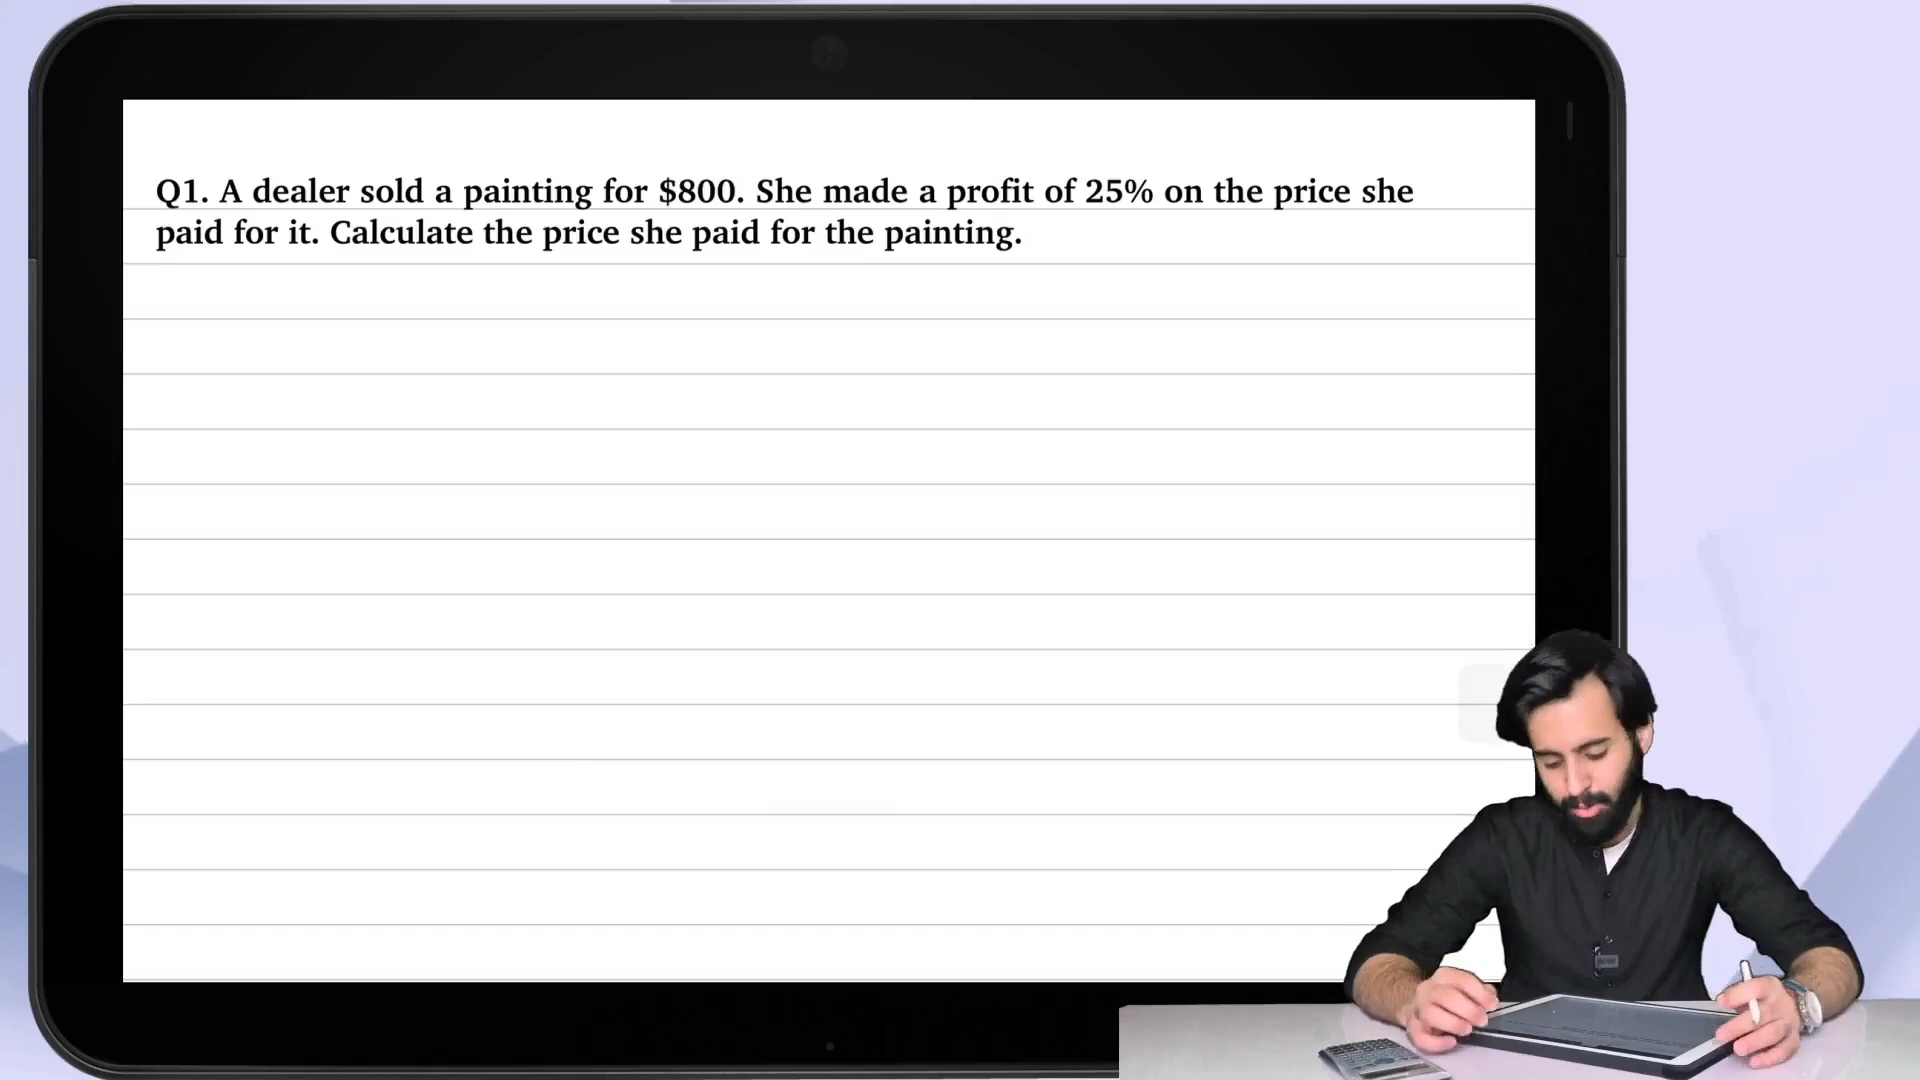 Q1. A dealer sold a painting for $800. She made a profit of 25% on the price she
paid for it. Calculate the price she paid for the painting.